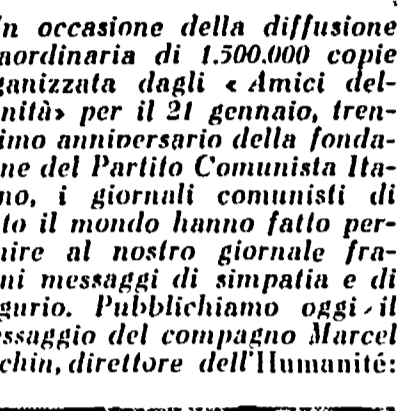 n occasione della diffusione
aordinaria di 1.500.000 copie
ganizzata dagli « Amici del-
nità» per il 21 gennaio, tren-
imo anniversario della fonda-
ne del Partito Comunista Ita-
no, i giornali comunisti di
to il mondo hanno fatto per-
nire al nostro giornale fra-
ni messaggi di simpatia e di
gurio. Pubblichiamo oggi il
essaggio del compagno Marcel
chin, direttore dell'Humanité: